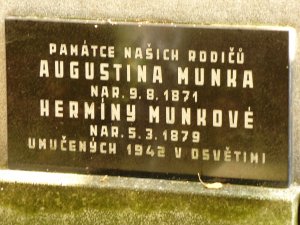 PAMÁTCE NAŠICH RODIČŮ
AUGUSTINA MUNKA
NAR. 9.8.1871
HERMÍNY MUNKOVÉ
NAR. 5.3.1879
UMUČENÝCH 1942 V OSVĚTIMI